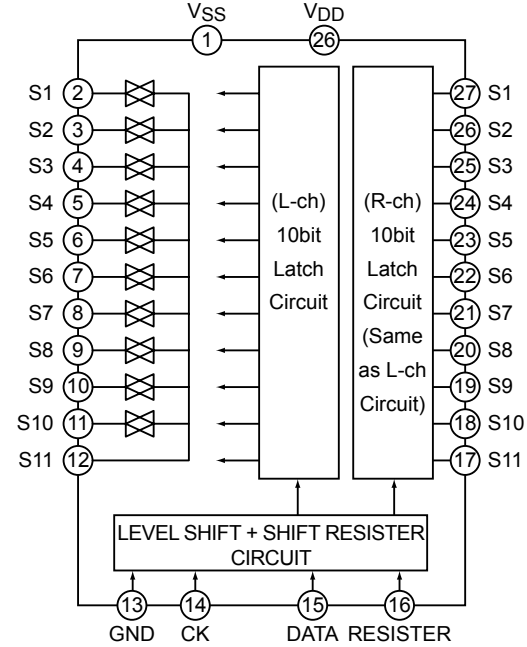 VSS VDD
1 26
S1 2 27 S1
S2 3 26 S2
S3 4 25 S3
S4 5 24 S4
S5 6 23 S5
S6 7 22 S6
S7 8 21 S7
S8 9 20 S8
S9 10 19 S9
S10 11 18 S10
S11 12 17 S11
(L-ch)
10bit
Latch
Circuit
(R-ch)
10bit
Latch
Circuit
(Same
as L-ch
Circuit)
LEVEL SHIFT + SHIFT RESISTER
CIRCUIT
13 14 15 16
GND CK DATA RESISTER